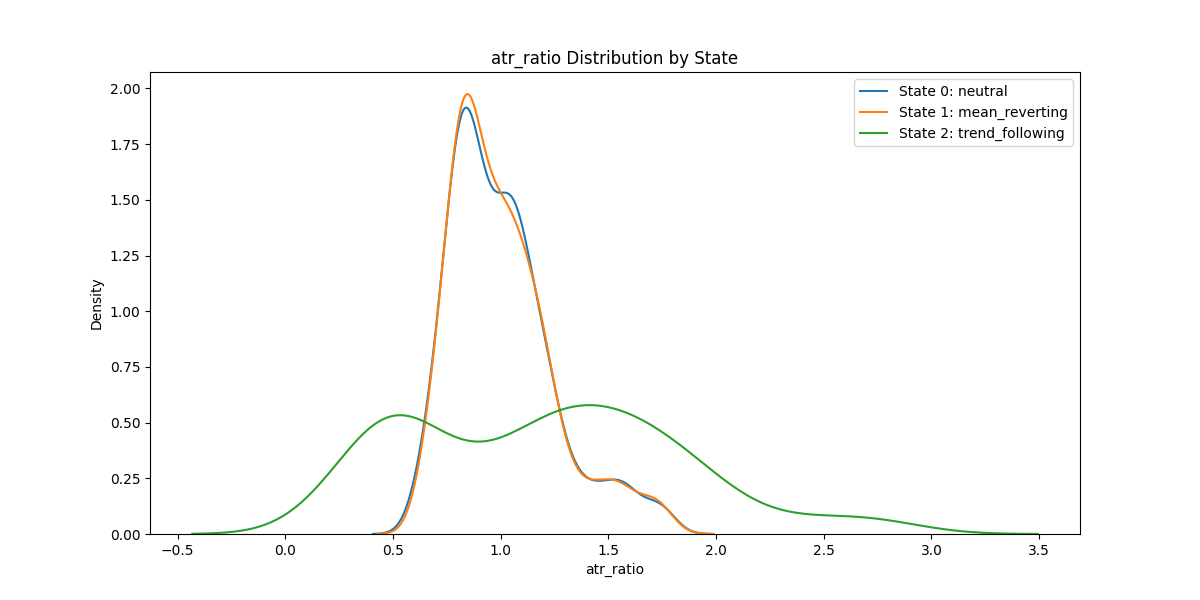 atr_ratio Distribution by State
State 0: neutral
State 1: mean_reverting
State 2: trend_following
Density
2.00
1.75
1.50
1.25
1.00
0.75
0.50
0.25
0.00
−0.5 0.0 0.5 1.0 1.5 2.0 2.5 3.0 3.5
atr_ratio